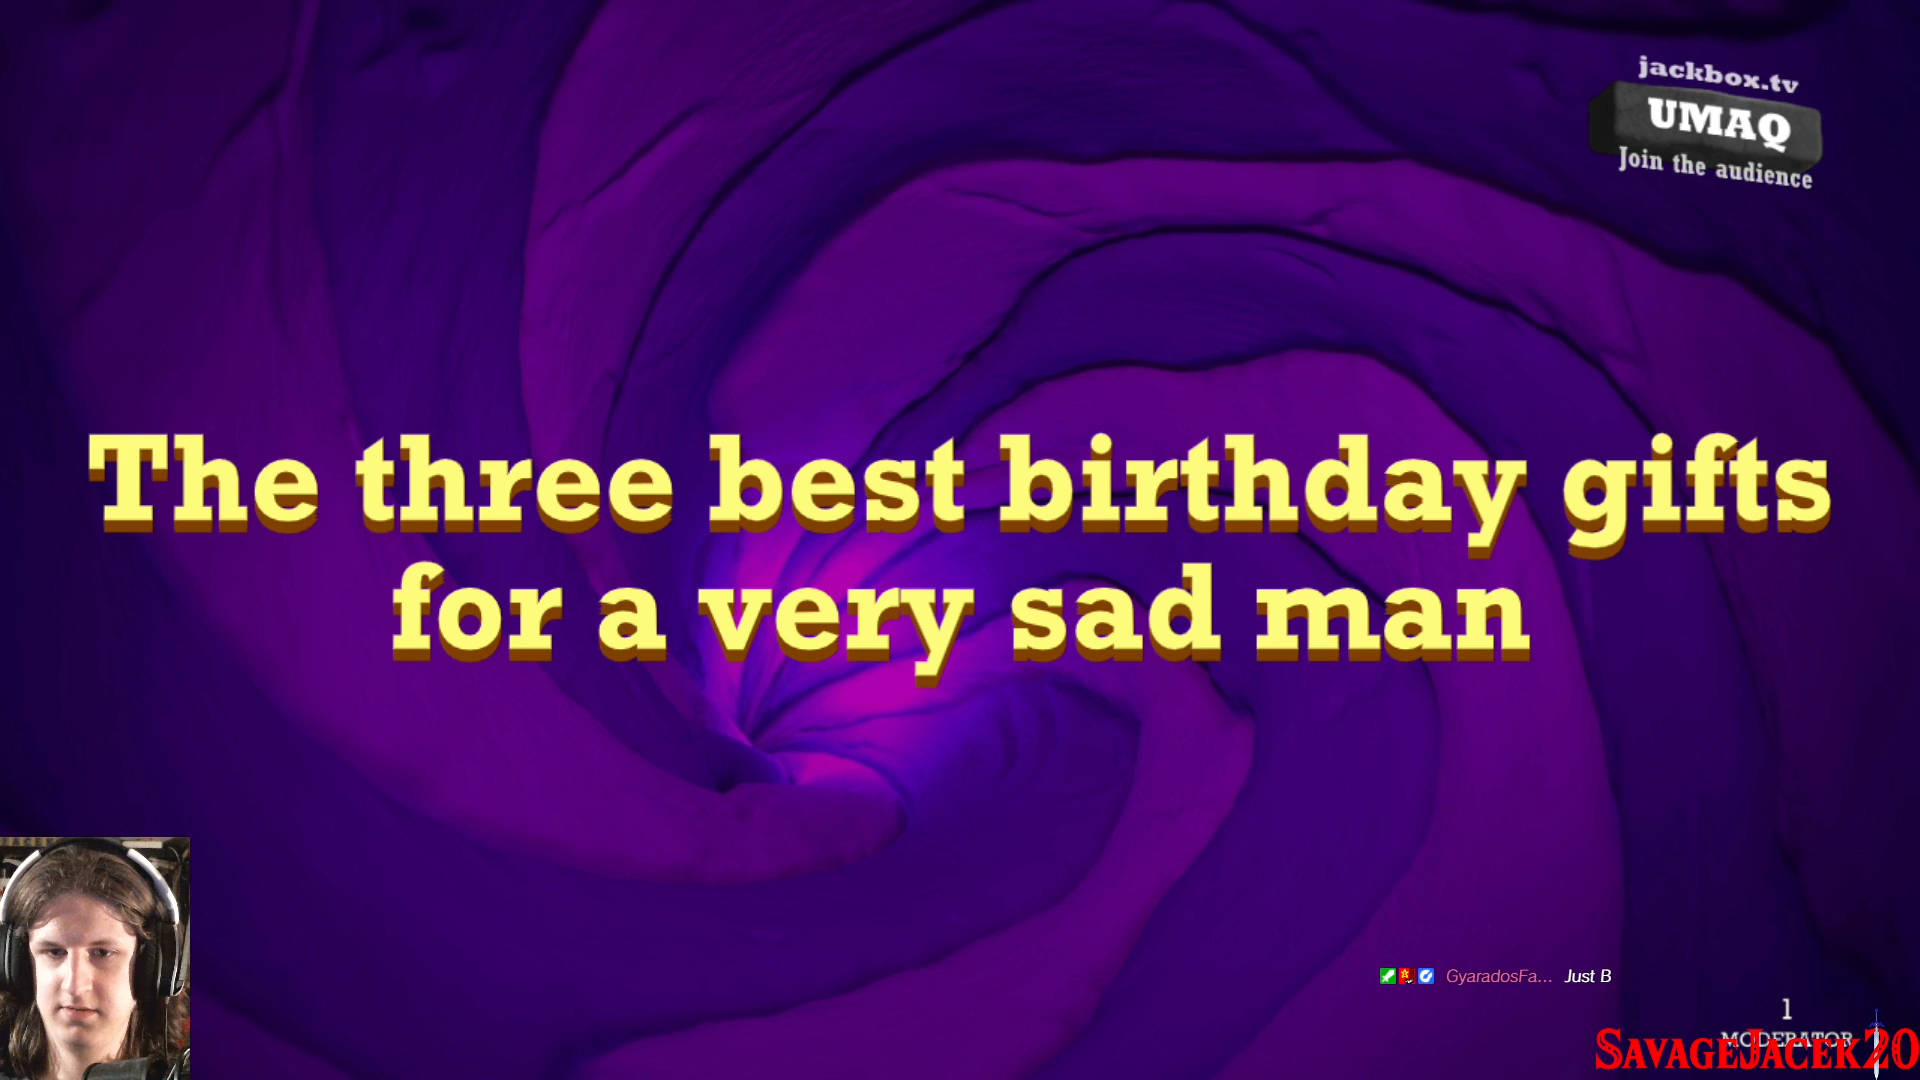 jackbox.tv
UMAQ
Join the audience
The three best birthday gifts
for a very sad man
GyaradosFa... Just B
1
MODERATOR
SAVAGEJACEK20